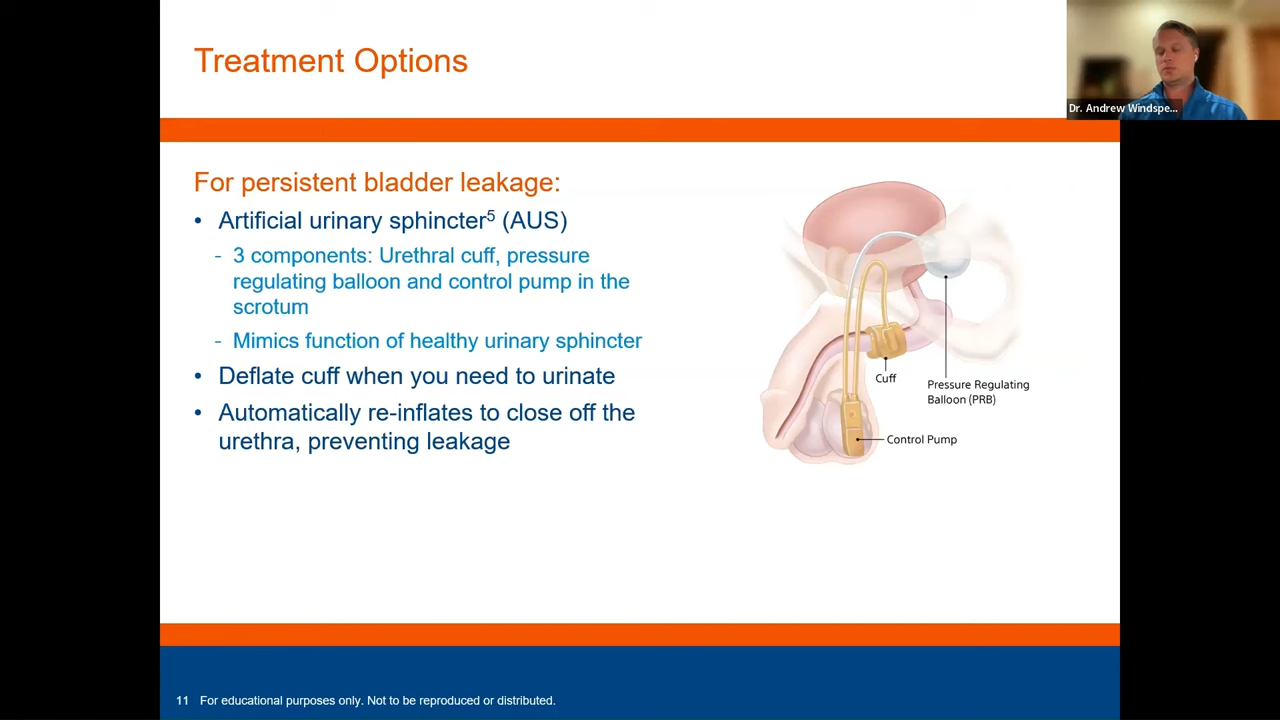 Treatment Options
Dr. Andrew Windspe...
For persistent bladder leakage:
• Artificial urinary sphincter5 (AUS)
- 3 components: Urethral cuff, pressure
regulating balloon and control pump in the
scrotum
- Mimics function of healthy urinary sphincter
• Deflate cuff when you need to urinate
• Automatically re-inflates to close off the
urethra, preventing leakage
Cuff
Pressure Regulating
Balloon (PRB)
Control Pump
11 For educational purposes only. Not to be reproduced or distributed.